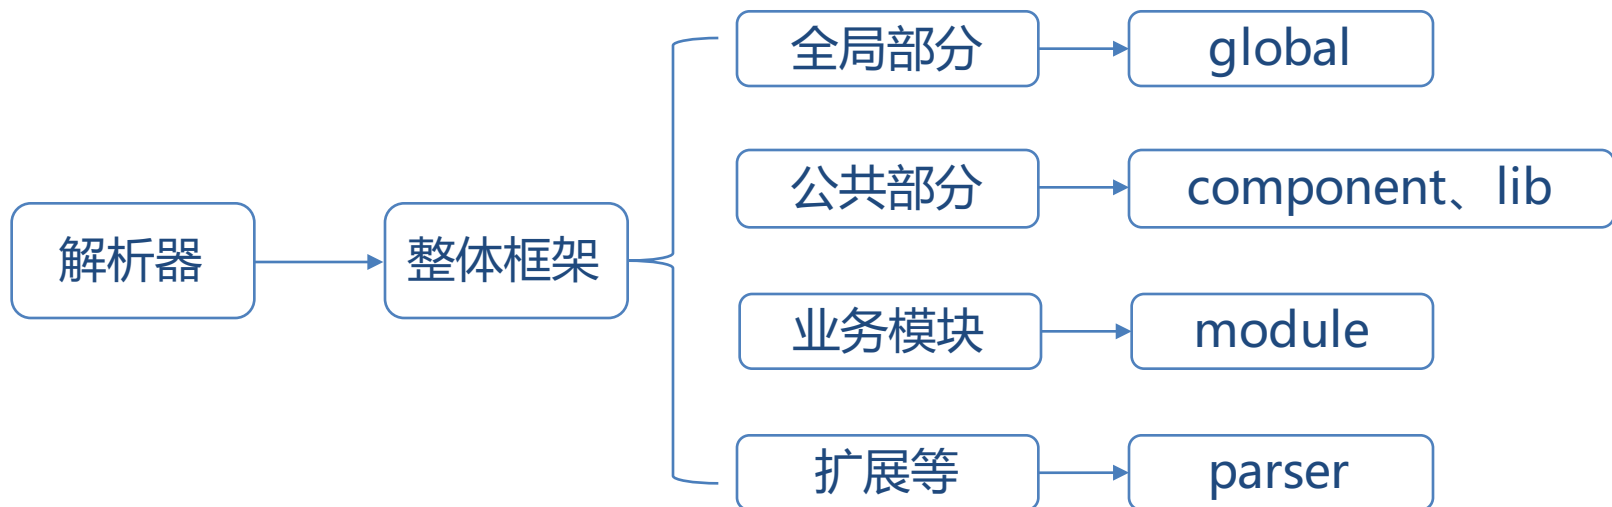 全局部分
global
公共部分
component、lib
解析器
整体框架
业务模块
module
扩展等
parser